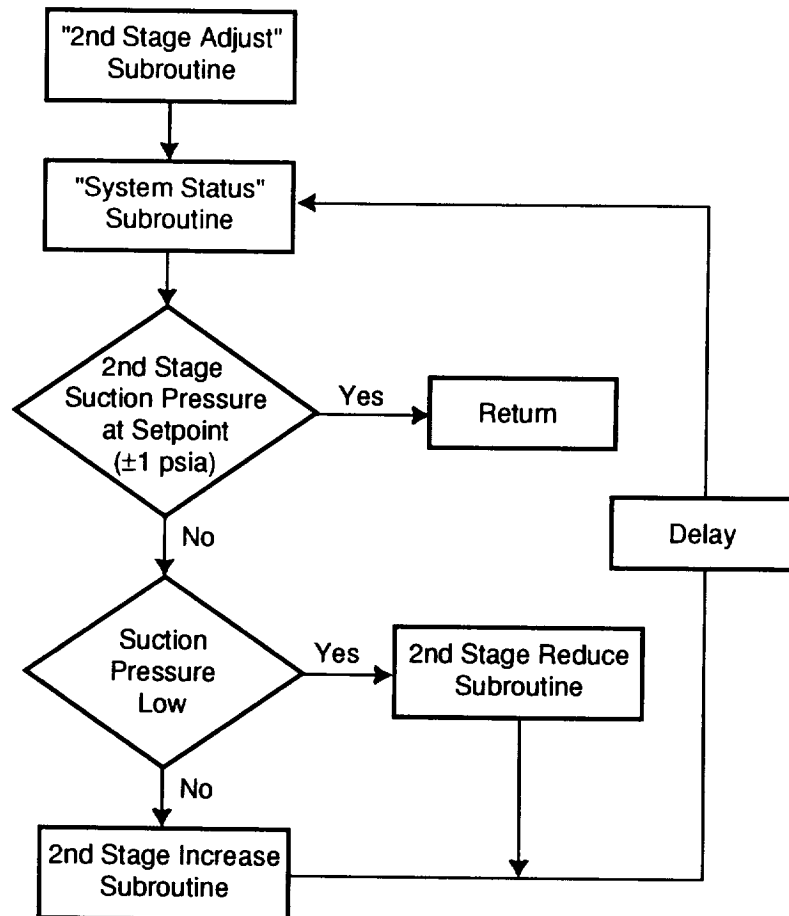 "2nd Stage Adjust"
Subroutine
"System Status"
Subroutine
2nd Stage
Suction Pressure
at Setpoint
(±1 psia)
Yes
Return
No
Delay
Suction
Pressure
Low
Yes
2nd Stage Reduce
Subroutine
No
2nd Stage Increase
Subroutine